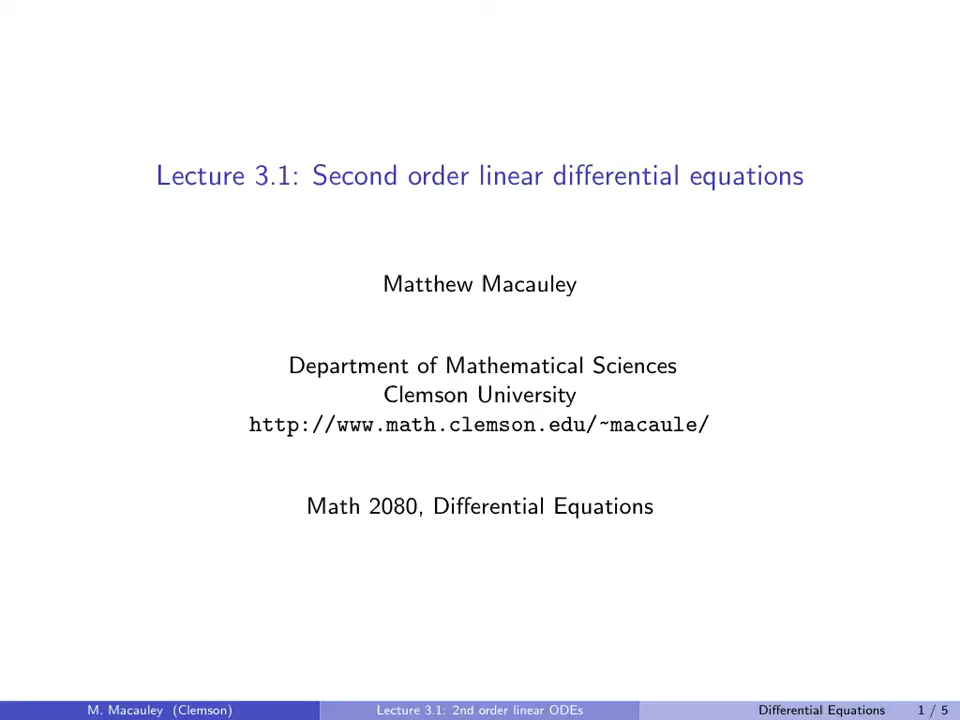 Lecture 3.1: Second order linear differential equations
Matthew Macauley
Department of Mathematical Sciences
Clemson University
http://www.math.clemson.edu/~macaule/
Math 2080, Differential Equations
M. Macauley (Clemson) Lecture 3.1: 2nd order linear ODEs Differential Equations 1 / 5